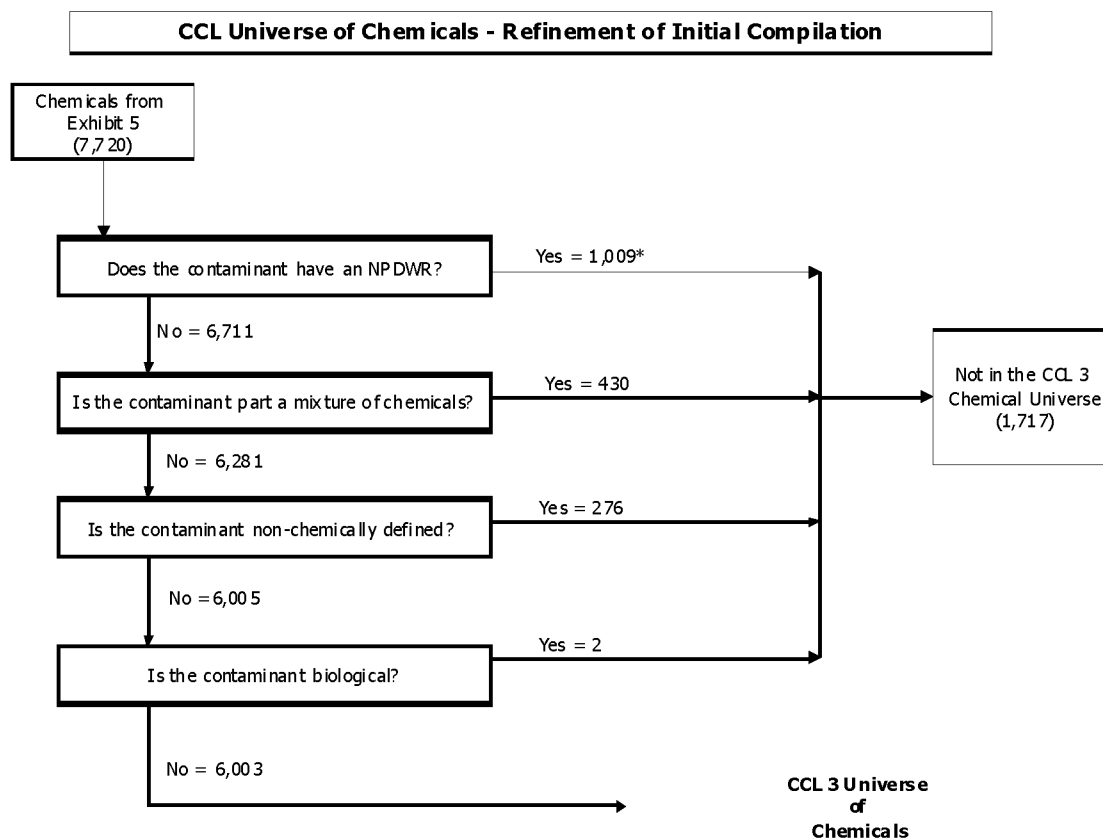 CCL Universe of Chemicals - Refinement of Initial Compilation
Chemicals from
Exhibit 5
(7,720)
Does the contaminant have an NPDWR?
Yes = 1,009*
No = 6,711
Is the contaminant part a mixture of chemicals?
Yes = 430
Not in the CCL 3
Chemical Universe
(1,717)
No = 6,281
Is the contaminant non-chemically defined?
Yes = 276
No =6,005
Is the contaminant biological?
Yes = 2
No = 6,003
CCL 3 Universe
of
Chemicals